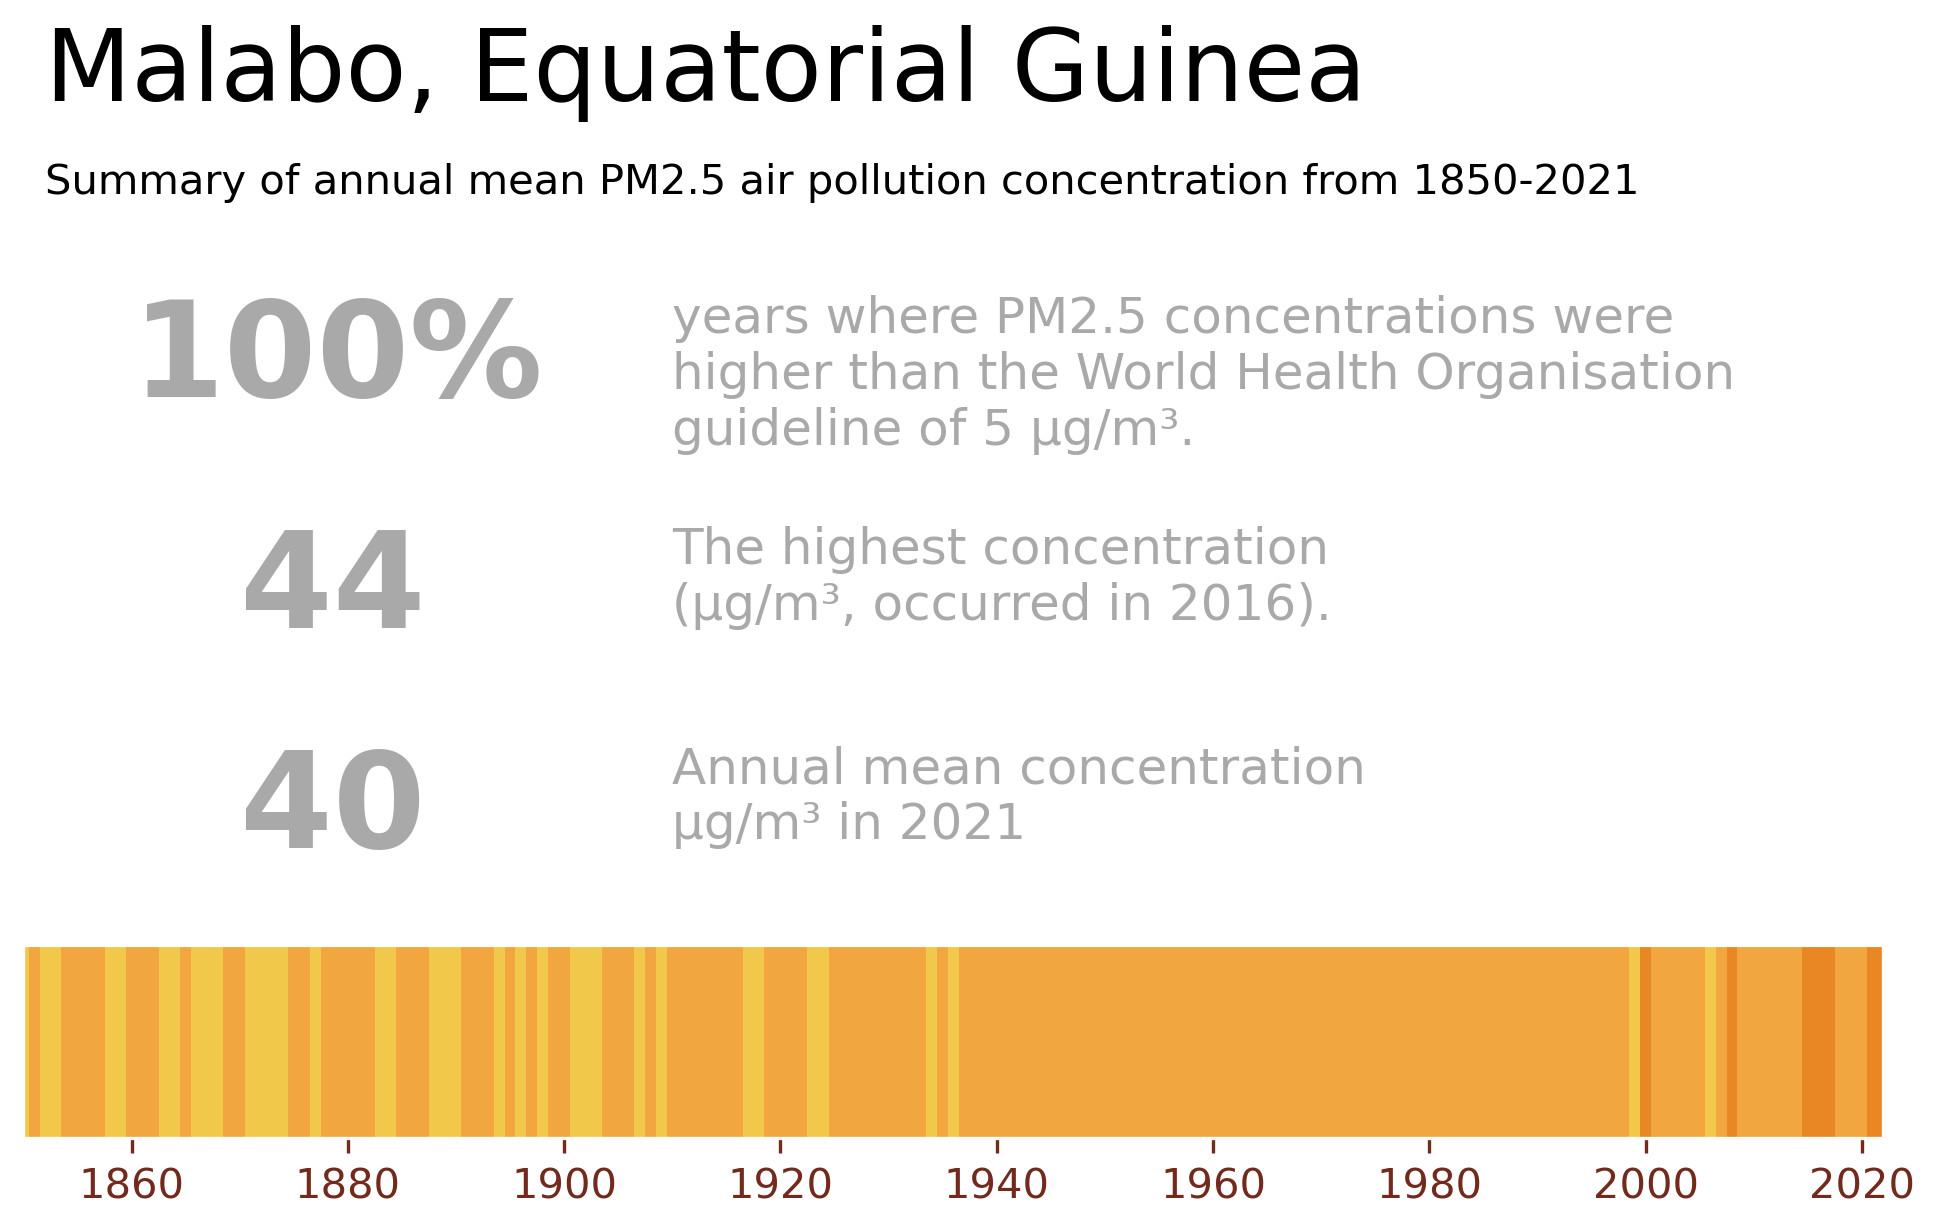 Malabo, Equatorial Guinea
Summary of annual mean PM2.5 air pollution concentration from 1850-2021
100%
years where PM2.5 concentrations were
higher than the World Health Organisation
guideline of 5 µg/m³.
44
The highest concentration
(µg/m³, occurred in 2016).
40
Annual mean concentration
µg/m³ in 2021
1860 1880 1900 1920 1940 1960 1980 2000 2020